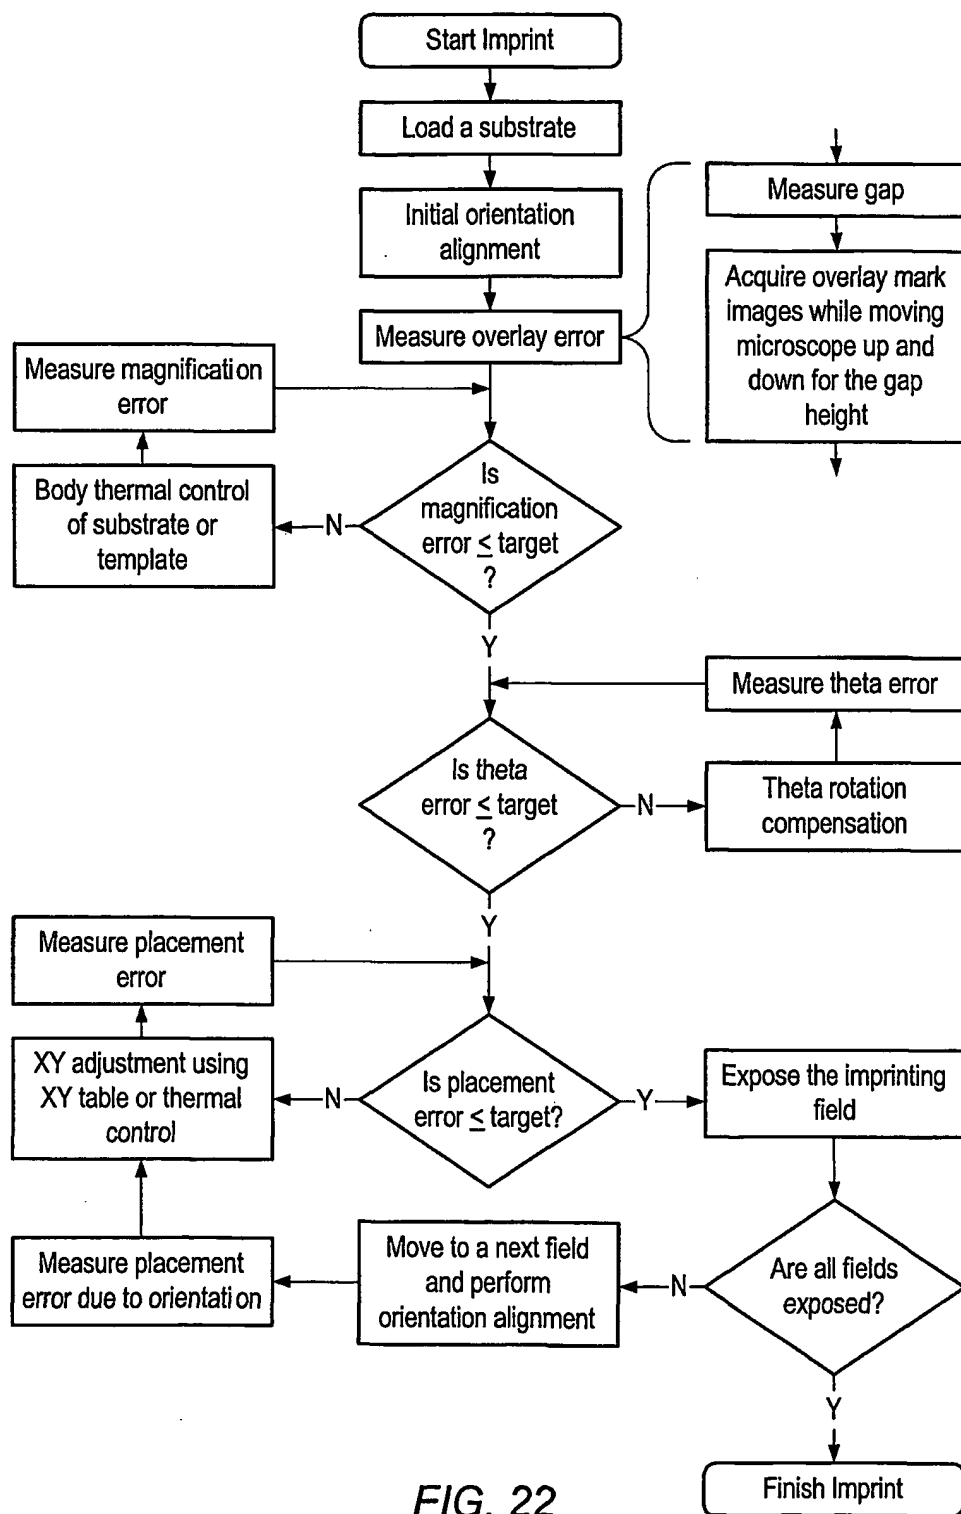 Start Imprint
Load a substrate
Initial orientation
alignment
Measure overlay error
Measure gap
Acquire overlay mark
images while moving
microscope up and
down for the gap
height
Measure magnification
error
Body thermal control
of substrate or
template
N
Is
magnification
error ≤ target
?
Y
Measure theta error
Is theta
error ≤ target
?
N
Theta rotation
compensation
Y
Measure placement
error
XY adjustment using
XY table or thermal
control
N
Is placement
error ≤ target?
Y
Expose the imprinting
field
Measure placement
error due to orientation
Move to a next field
and perform
orientation alignment
N
Are all fields
exposed?
Y
Finish Imprint
FIG. 22